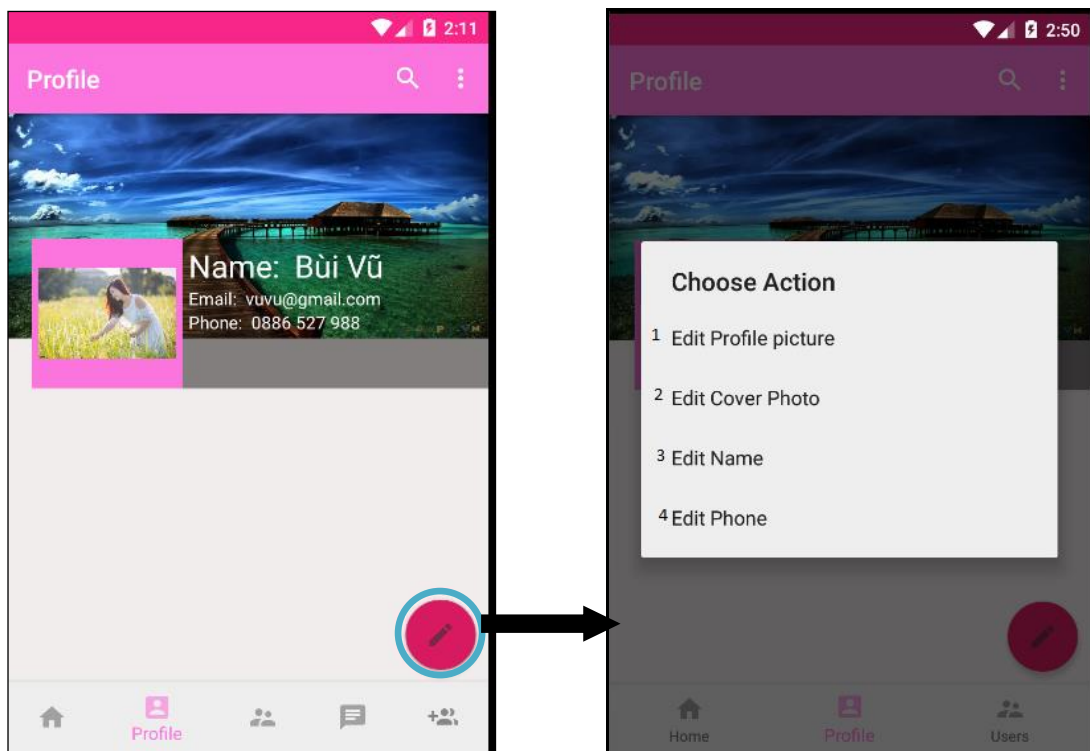 2:11
Profile
Name: Bùi Vũ
Email: vuvu@gmail.com
Phone: 0886 527 988
Profile
2:50
Profile
Choose Action
1 Edit Profile picture
2 Edit Cover Photo
3 Edit Name
4 Edit Phone
Home
Profile
Users